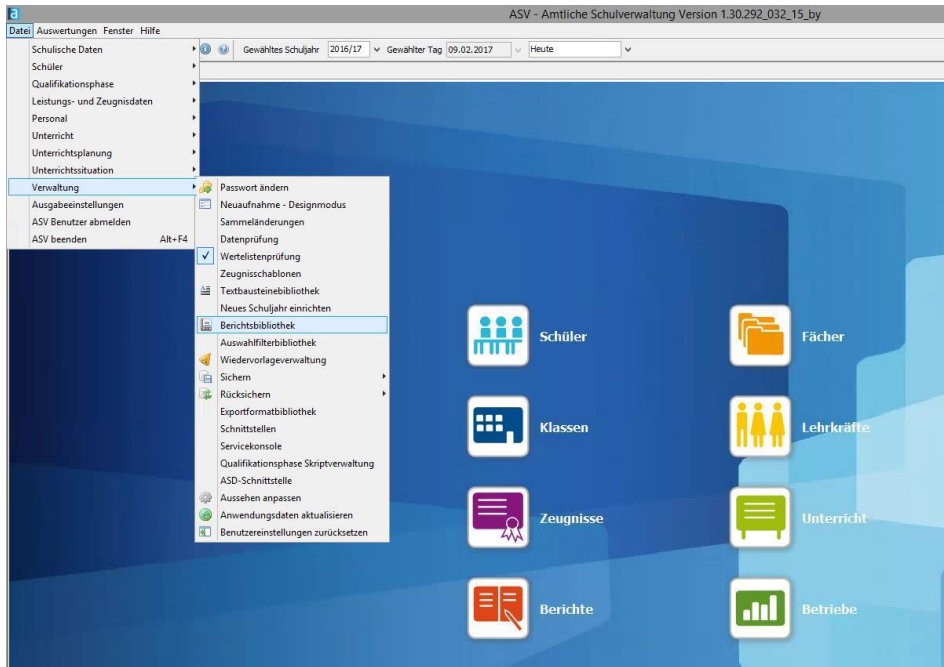 a
ASV - Amtliche Schulverwaltung Version 1.30.292_032_15_by
Datei Auswertungen Fenster Hilfe
Gewähltes Schuljahr 2016/17 Gewählter Tag 09.02.2017 Heute
Schulische Daten
Schüler
Qualifikationsphase
Leistungs- und Zeugnisdaten
Personal
Unterricht
Unterrichtsplanung
Unterrichtssituation
Verwaltung
Ausgabeeinstellungen
ASV Benutzer abmelden
ASV beenden Alt+F4
Passwort ändern
Neuaufnahme - Designmodus
Sammeländerungen
Datenprüfung
Wertelistenprüfung
Zeugnisschablonen
Textbausteinebibliothek
Neues Schuljahr einrichten
Berichtsbibliothek
Auswahlfilterbibliothek
Wiedervorlageverwaltung
Sichern
Rücksichern
Exportformatbibliothek
Schnittstellen
Servicekonsole
Qualifikationsphase Skriptverwaltung
ASD-Schnittstelle
Aussehen anpassen
Anwendungsdaten aktualisieren
Benutzereinstellungen zurücksetzen
Schüler
Fächer
Klassen
Lehrkräfte
Zeugnisse
Unterricht
Berichte
Betriebe